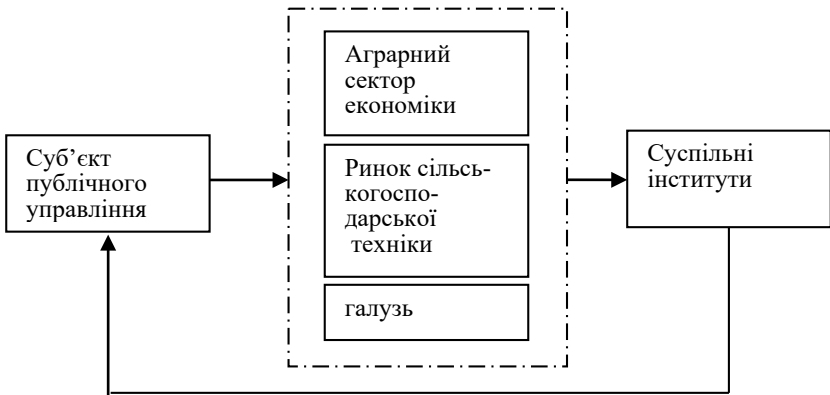 Суб’єкт
публічного
управління
Аграрний
сектор
економіки
Ринок сільсь-
когоспо-
дарської
техніки
галузь
Суспільні
інститути